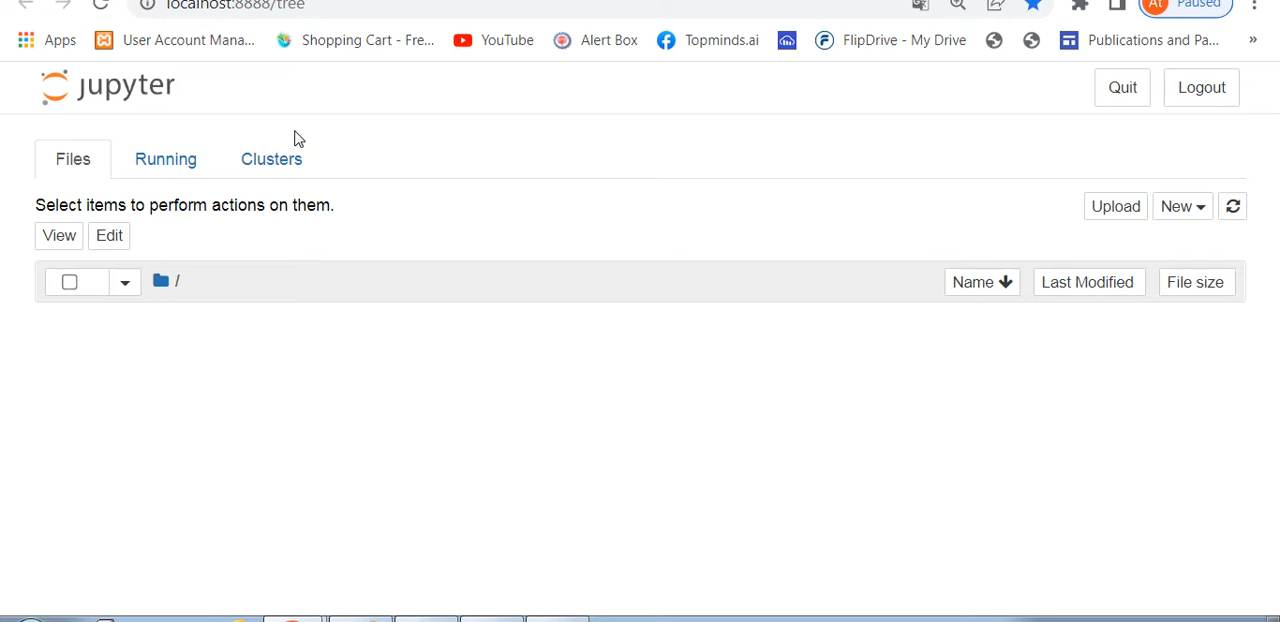 localhost:8888/tree
At Paused
Apps User Account Mana... Shopping Cart - Fre... YouTube Alert Box Topminds.ai FlipDrive - My Drive Publications and Pa... »
jupyter Quit Logout
Files Running Clusters
Select items to perform actions on them. Upload New
View Edit
/ Name Last Modified File size